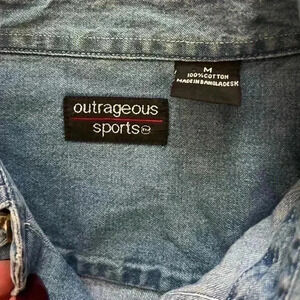 M
100% COTTON
MADE IN BANGLADESH
outrageous
sports